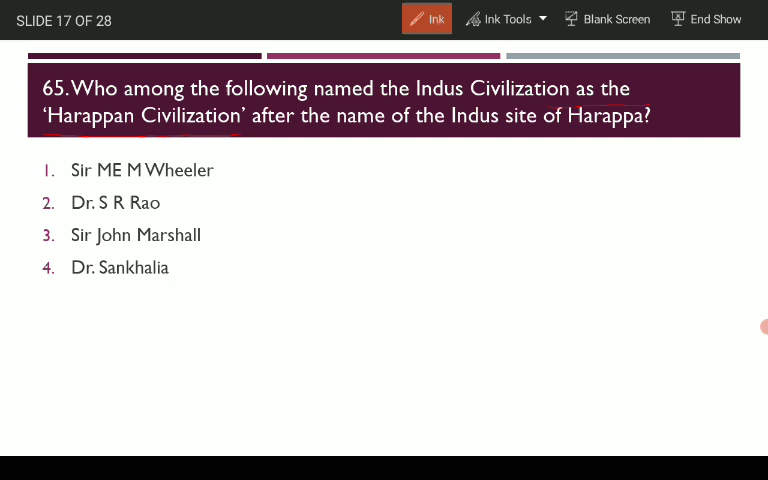 SLIDE 17 OF 28
Ink
Ink Tools
Blank Screen
End Show
65. Who among the following named the Indus Civilization as the
‘Harappan Civilization’ after the name of the Indus site of Harappa?
1. Sir ME M Wheeler
2. Dr. S R Rao
3. Sir John Marshall
4. Dr. Sankhalia